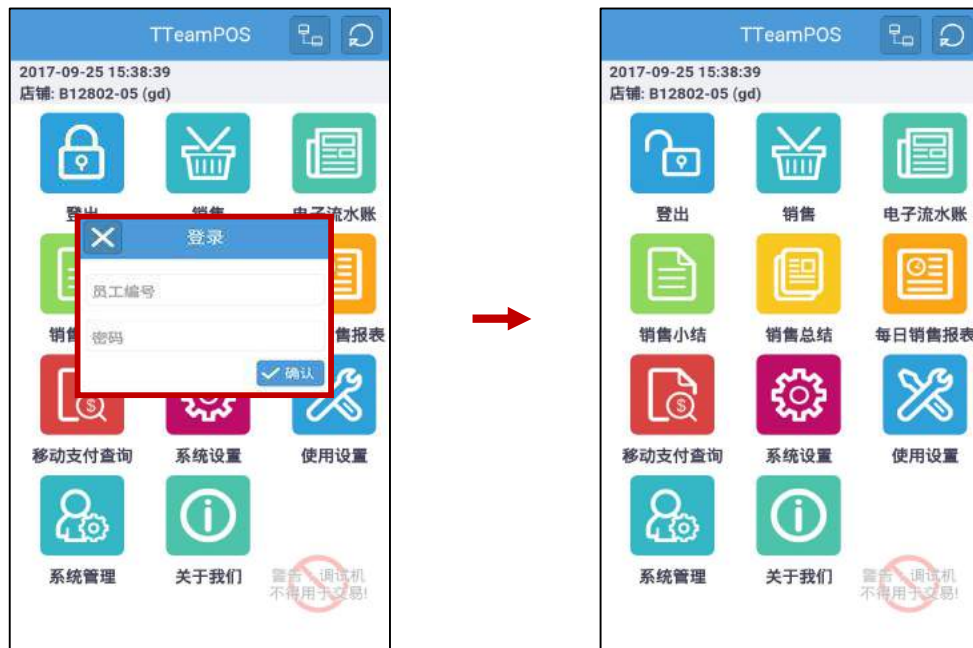 TTeamPOS
2017-09-25 15:38:39
店铺: B12802-05 (gd)
登出
销售
电子流水账
登录
员工编号
密码
确认
销售
售报表
移动支付查询
系统设置
使用设置
系统管理
关于我们
警告：调试机
不得用于交易!
TTeamPOS
2017-09-25 15:38:39
店铺: B12802-05 (gd)
登出
销售
电子流水账
销售小结
销售总结
每日销售报表
移动支付查询
系统设置
使用设置
系统管理
关于我们
警告：调试机
不得用于交易!